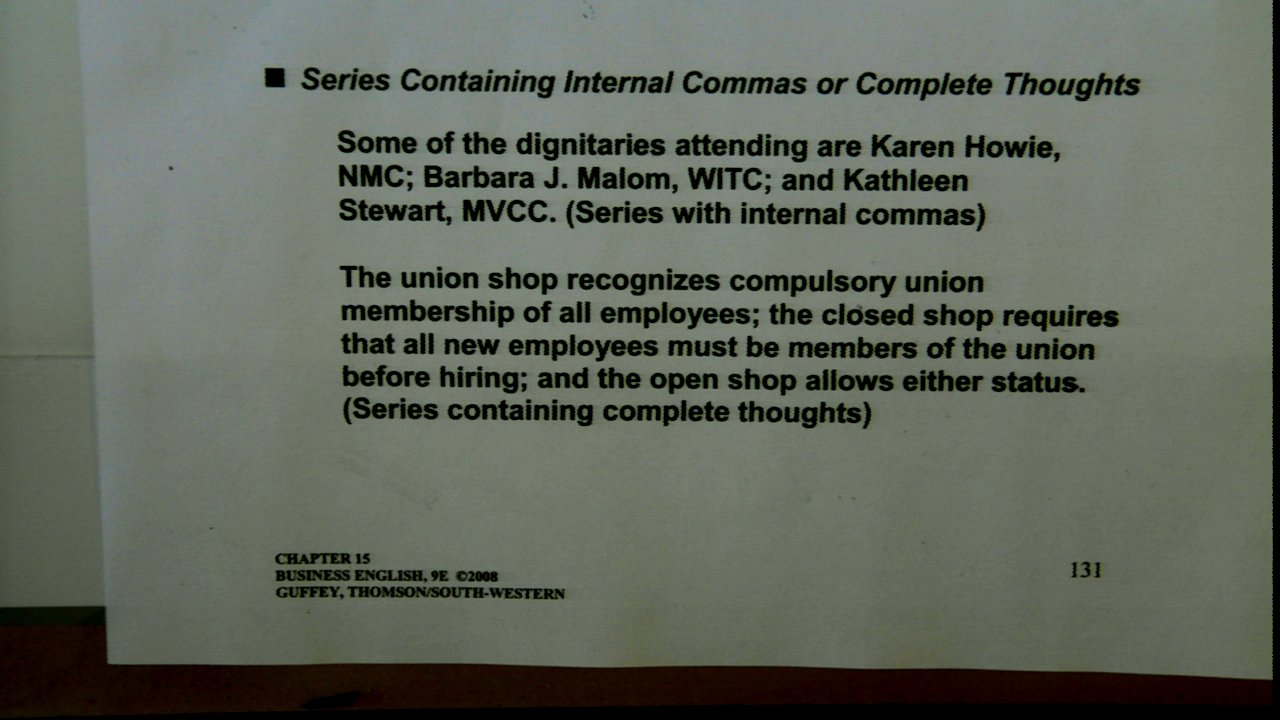 ■ Series Containing Internal Commas or Complete Thoughts
Some of the dignitaries attending are Karen Howie,
NMC; Barbara J. Malom, WITC; and Kathleen
Stewart, MVCC. (Series with internal commas)
The union shop recognizes compulsory union
membership of all employees; the closed shop requires
that all new employees must be members of the union
before hiring; and the open shop allows either status.
(Series containing complete thoughts)
CHAPTER 15
BUSINESS ENGLISH, 9E ©2008
GUFFEY, THOMSON/SOUTH-WESTERN
131